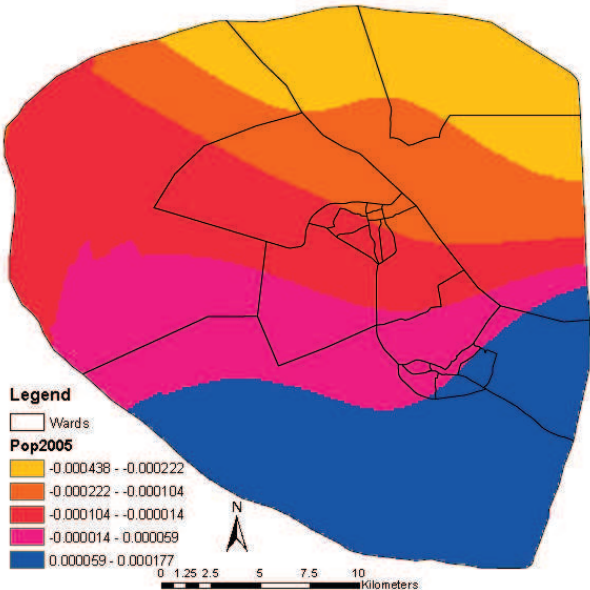 Legend
Wards
Pop2005
-0.000438 - -0.000222
-0.000222 - -0.000104
-0.000104 - -0.000014
-0.000014 - 0.000059
0.000059 - 0.000177
N
0 1.25 2.5 5 7.5 10
Kilometers